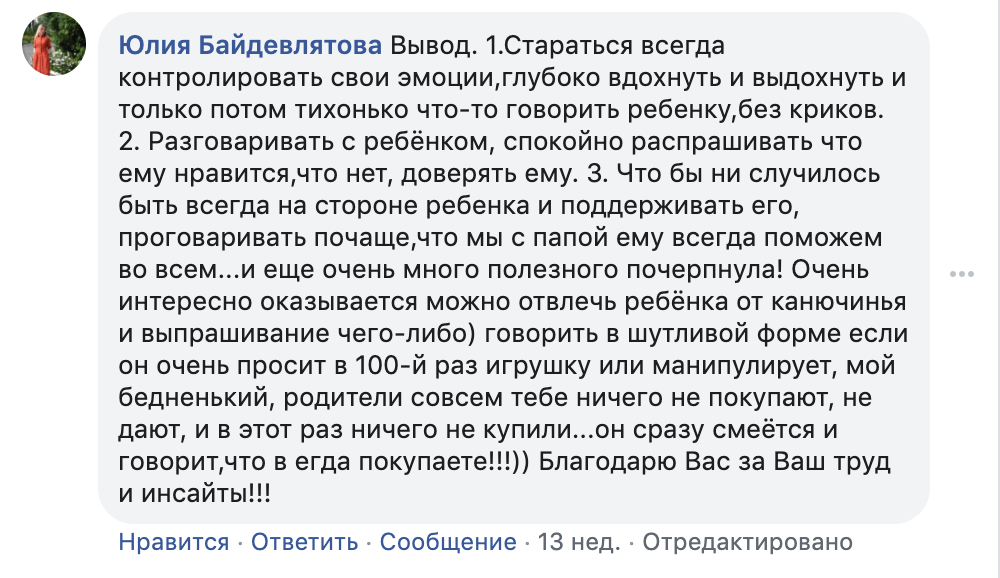 Юлия Байдевлятова Вывод. 1.Стараться всегда
контролировать свои эмоции,глубоко вдохнуть и выдохнуть и
только потом тихонько что-то говорить ребенку,без криков.
2. Разговаривать с ребёнком, спокойно распрашивать что
ему нравится,что нет, доверять ему. 3. Что бы ни случилось
быть всегда на стороне ребенка и поддерживать его,
проговаривать почаще,что мы с папой ему всегда поможем
во всем...и еще очень много полезного почерпнула! Очень
интересно оказывается можно отвлечь ребёнка от канючинья
и выпрашивание чего-либо) говорить в шутливой форме если
он очень просит в 100-й раз игрушку или манипулирует, мой
бедненький, родители совсем тебе ничего не покупают, не
дают, и в этот раз ничего не купили...он сразу смеётся и
говорит,что в егда покупаете!!!)) Благодарю Вас за Ваш труд
и инсайты!!!
Нравится · Ответить · Сообщение · 13 нед. · Отредактировано